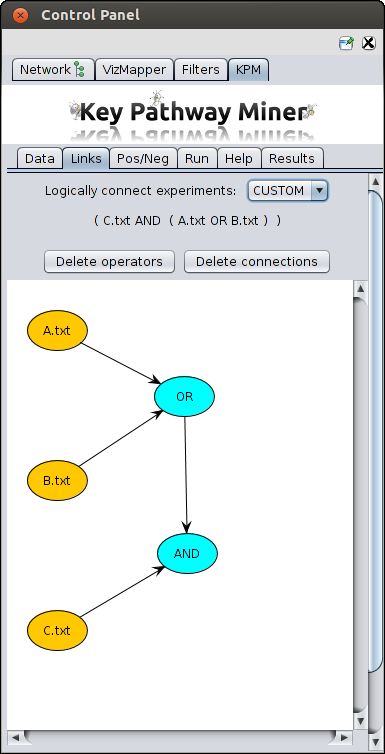 Control Panel
Network VizMapper Filters KPM
Key Pathway Miner
Data Links Pos/Neg Run Help Results
Logically connect experiments: CUSTOM
( C.txt AND ( A.txt OR B.txt ) )
Delete operators Delete connections
A.txt
OR
B.txt
AND
C.txt